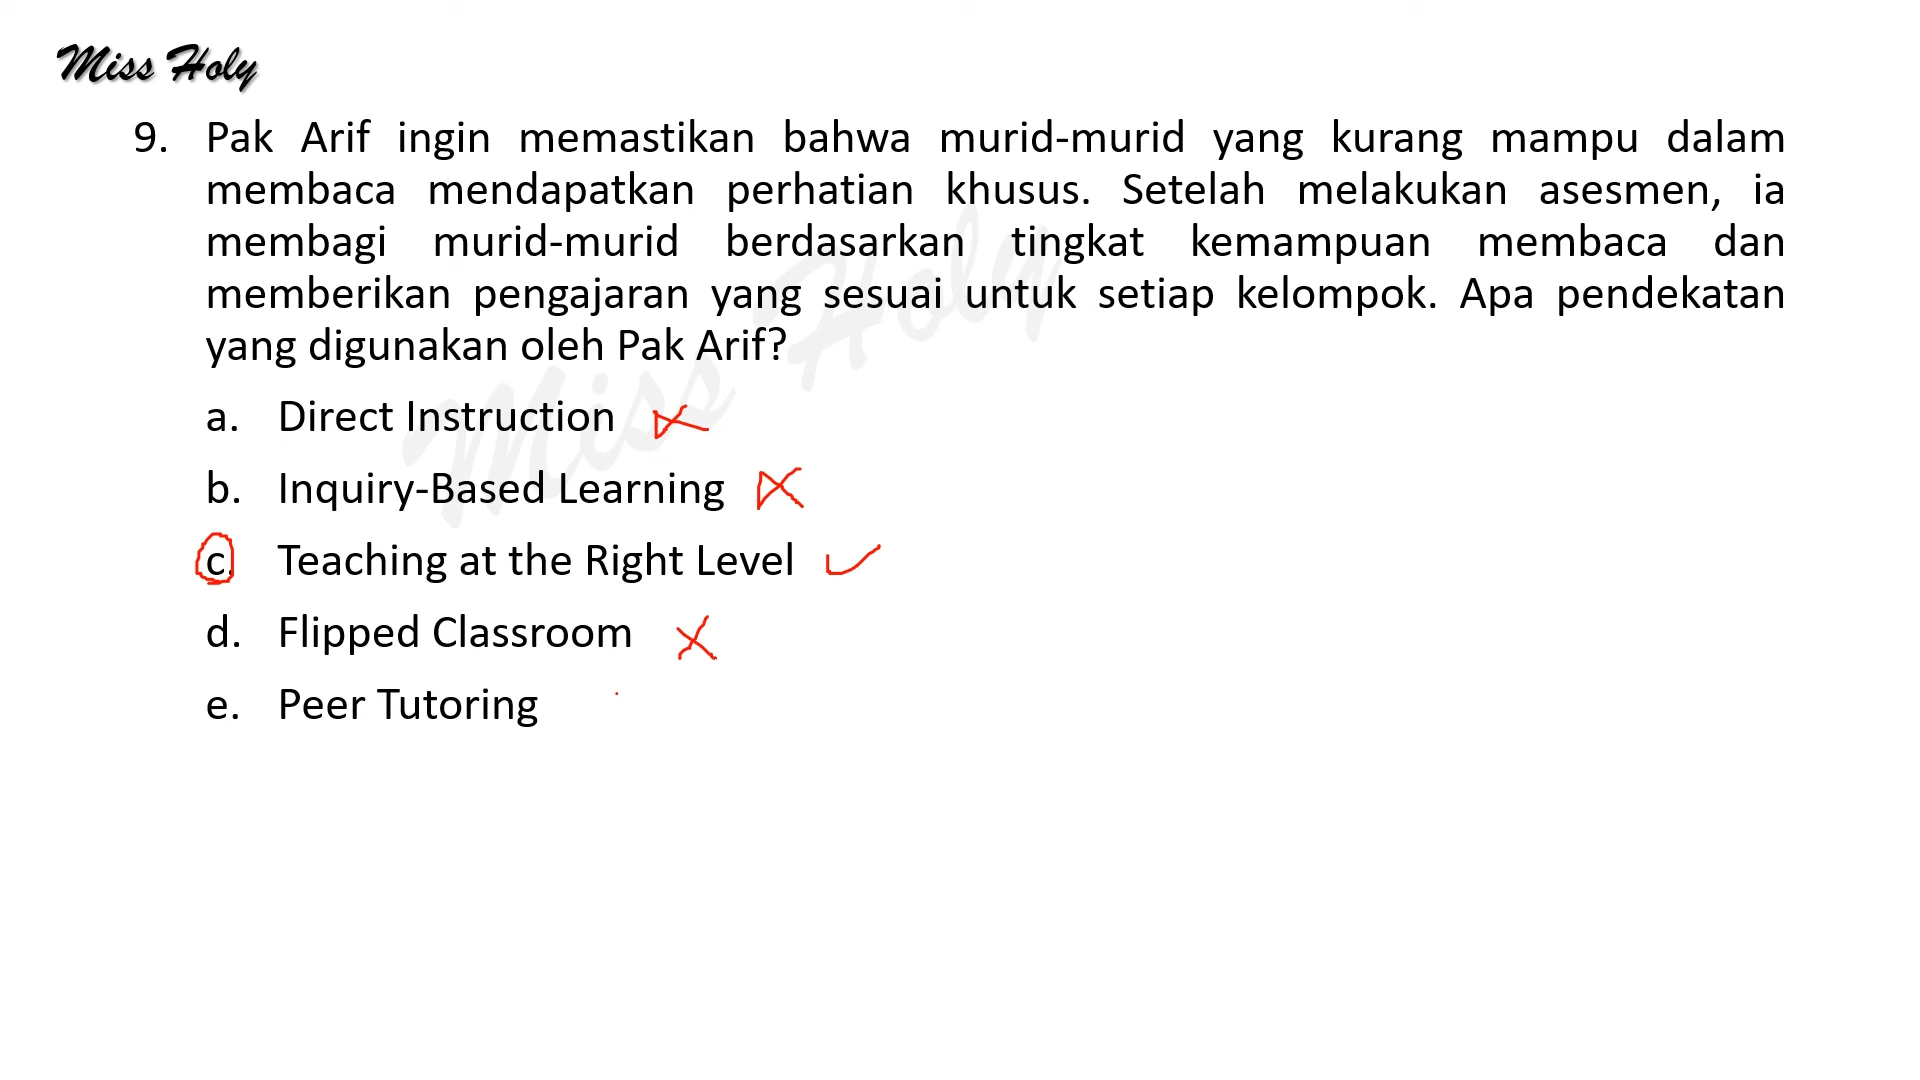 Miss Holy
9. Pak Arif ingin memastikan bahwa murid-murid yang kurang mampu dalam
membaca mendapatkan perhatian khusus. Setelah melakukan asesmen, ia
membagi murid-murid berdasarkan tingkat kemampuan membaca dan
memberikan pengajaran yang sesuai untuk setiap kelompok. Apa pendekatan
yang digunakan oleh Pak Arif?
Miss Holy
a. Direct Instruction
b. Inquiry-Based Learning
c. Teaching at the Right Level
d. Flipped Classroom
e. Peer Tutoring